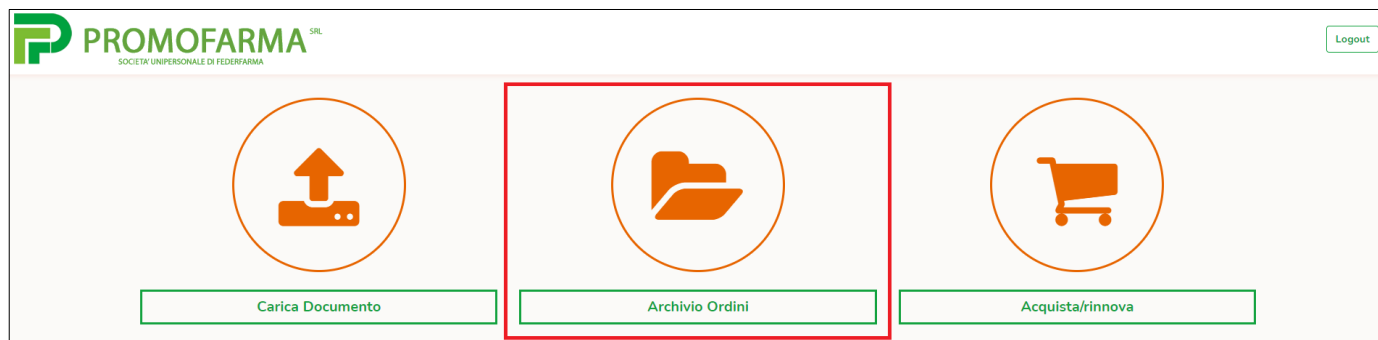 PROMOFARMA SRL
SOCIETA' UNIPERSONALE DI FEDERFARMA
Logout
Carica Documento
Archivio Ordini
Acquista/rinnova